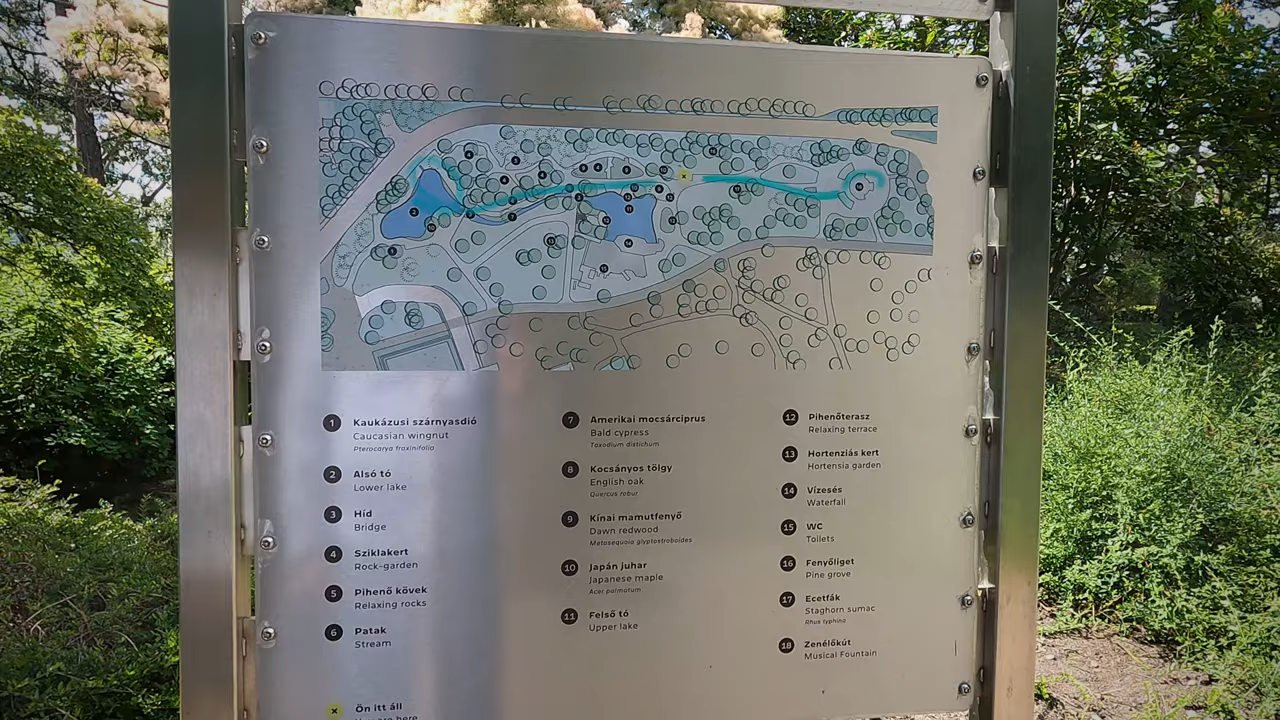 1 Kaukázusi szárnyasdió
Caucasian wingnut
Pterocarya fraxinifolia
2 Alsó tó
Lower lake
3 Híd
Bridge
4 Sziklakert
Rock-garden
5 Pihenő kövek
Relaxing rocks
6 Patak
Stream
× Ön itt áll
You are here
7 Amerikai mocsárciprus
Bald cypress
Taxodium distichum
8 Kocsányos tölgy
English oak
Quercus robur
9 Kínai mamutfenyő
Dawn redwood
Metasequoia glyptostroboides
10 Japán juhar
Japanese maple
Acer palmatum
11 Felső tó
Upper lake
12 Pihenőterasz
Relaxing terrace
13 Hortenziás kert
Hortensia garden
14 Vízesés
Waterfall
15 WC
Toilets
16 Fenyőliget
Pine grove
17 Ecetfák
Staghorn sumac
Rhus typhina
18 Zenélőkút
Musical Fountain